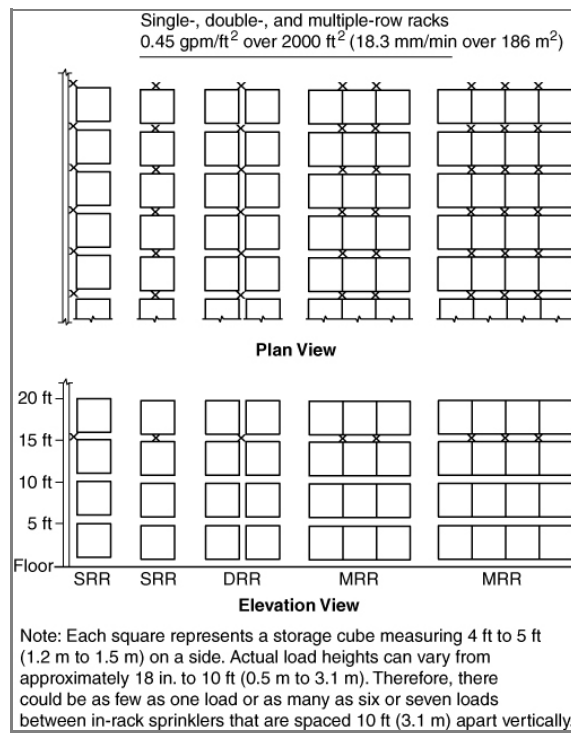 Single-, double-, and multiple-row racks
0.45 gpm/ft² over 2000 ft² (18.3 mm/min over 186 m²)
Plan View
20 ft
15 ft
10 ft
5 ft
Floor
SRR SRR DRR MRR MRR
Elevation View
Note: Each square represents a storage cube measuring 4 ft to 5 ft
(1.2 m to 1.5 m) on a side. Actual load heights can vary from
approximately 18 in. to 10 ft (0.5 m to 3.1 m). Therefore, there
could be as few as one load or as many as six or seven loads
between in-rack sprinklers that are spaced 10 ft (3.1 m) apart vertically.